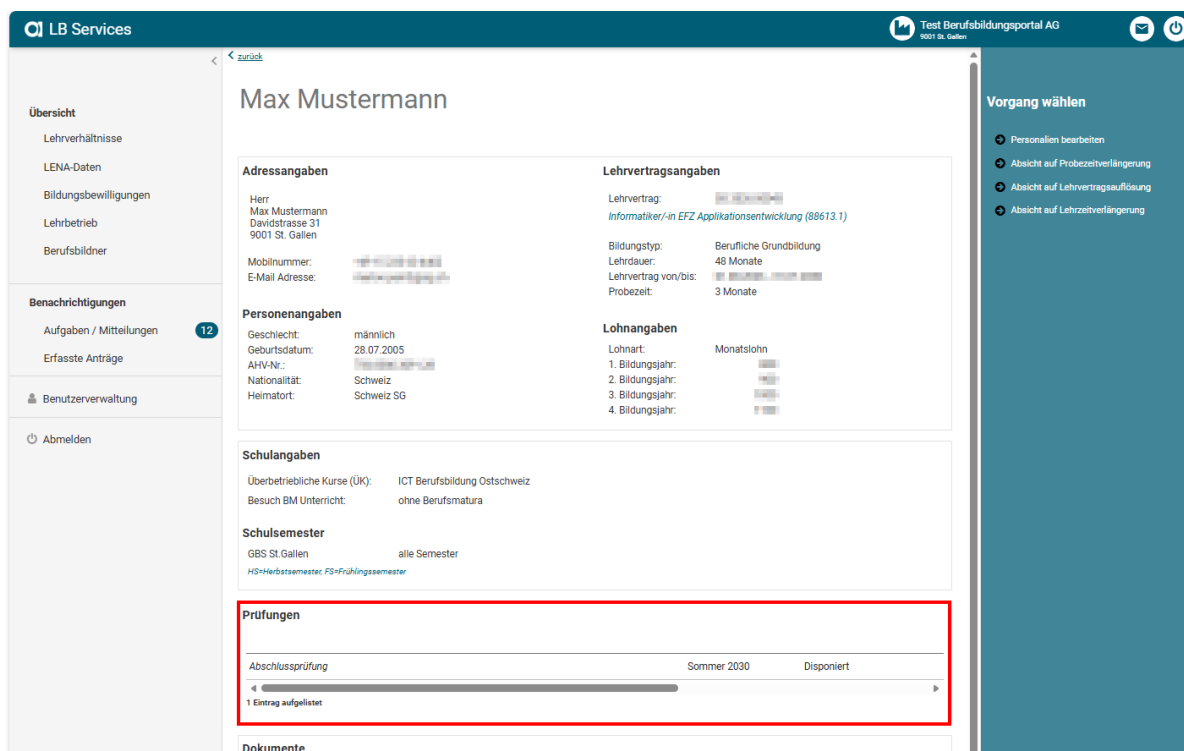 LB Services
Test Berufsbildungsportal AG
9001 St. Gallen
zurück
Übersicht
Lehrverhältnisse
LENA-Daten
Bildungsbewilligungen
Lehrbetrieb
Berufsbildner
Benachrichtigungen
Aufgaben / Mitteilungen 12
Erfasste Anträge
Benutzerverwaltung
Abmelden
Max Mustermann
Adressangaben
Herr
Max Mustermann
Davidstrasse 31
9001 St. Gallen
Mobilnummer:
E-Mail Adresse:
Personenangaben
Geschlecht: männlich
Geburtsdatum: 28.07.2005
AHV-Nr.:
Nationalität: Schweiz
Heimatort: Schweiz SG
Lehrvertragsangaben
Lehrvertrag:
Informatiker/-in EFZ Applikationsentwicklung (88613.1)
Bildungstyp: Berufliche Grundbildung
Lehrdauer: 48 Monate
Lehrvertrag von/bis:
Probezeit: 3 Monate
Lohnangaben
Lohnart: Monatslohn
1. Bildungsjahr:
2. Bildungsjahr:
3. Bildungsjahr:
4. Bildungsjahr:
Schulangaben
Überbetriebliche Kurse (ÜK): ICT Berufsbildung Ostschweiz
Besuch BM Unterricht: ohne Berufsmatura
Schulsemester
GBS St.Gallen alle Semester
HS=Herbstsemester, FS=Frühlingssemester
Prüfungen
Abschlussprüfung Sommer 2030 Disponiert
1 Eintrag aufgelistet
Dokumente
Vorgang wählen
Personalien bearbeiten
Absicht auf Probezeitverlängerung
Absicht auf Lehrvertragsauflösung
Absicht auf Lehrzeitverlängerung